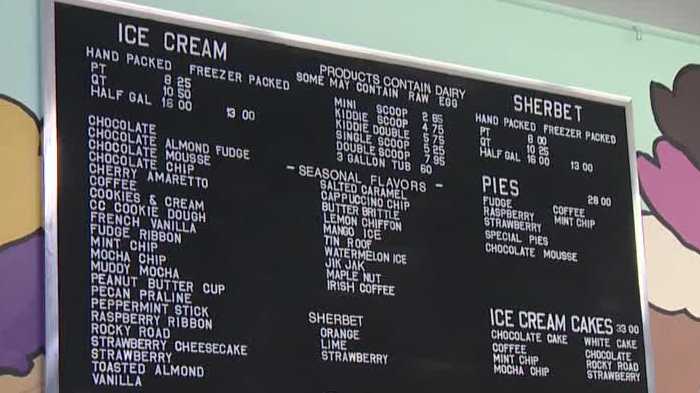 ICE CREAM
HAND PACKED FREEZER PACKED
PT 8 25
QT 10 50
HALF GAL 16 00 13 00
CHOCOLATE
CHOCOLATE ALMOND FUDGE
CHOCOLATE MOUSSE
CHOCOLATE CHIP
CHERRY AMARETTO
COFFEE
COOKIES & CREAM
CC COOKIE DOUGH
FRENCH VANILLA
FUDGE RIBBON
MINT CHIP
MOCHA CHIP
MUDDY MOCHA
PEANUT BUTTER CUP
PECAN PRALINE
PEPPERMINT STICK
RASPBERRY RIBBON
ROCKY ROAD
STRAWBERRY CHEESECAKE
STRAWBERRY
TOASTED ALMOND
VANILLA
PRODUCTS CONTAIN DAIRY
SOME MAY CONTAIN RAW EGG
MINI SCOOP 2 85
KIDDIE SCOOP 4 75
KIDDIE DOUBLE 5 75
SINGLE SCOOP 5 25
DOUBLE SCOOP 7 95
3 GALLON TUB 60
- SEASONAL FLAVORS -
SALTED CARAMEL
CAPPUCCINO CHIP
BUTTER BRITTLE
LEMON CHIFFON
MANGO ICE
TIN ROOF
WATERMELON ICE
JIK JAK
MAPLE NUT
IRISH COFFEE
SHERBET
ORANGE
LIME
STRAWBERRY
SHERBET
HAND PACKED FREEZER PACKED
PT 8 00
QT 10 25
HALF GAL 16 00 13 00
PIES 28 00
FUDGE COFFEE
RASPBERRY MINT CHIP
STRAWBERRY
SPECIAL PIES
CHOCOLATE MOUSSE
ICE CREAM CAKES 33 00
CHOCOLATE CAKE WHITE CAKE
COFFEE CHOCOLATE
MINT CHIP ROCKY ROAD
MOCHA CHIP STRAWBERRY